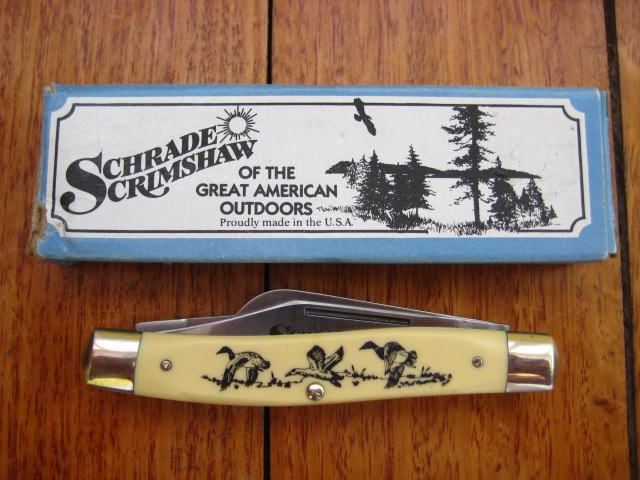 SCHRADE
SCRIMSHAW
OF THE
GREAT AMERICAN
OUTDOORS
Proudly made in the U.S.A.